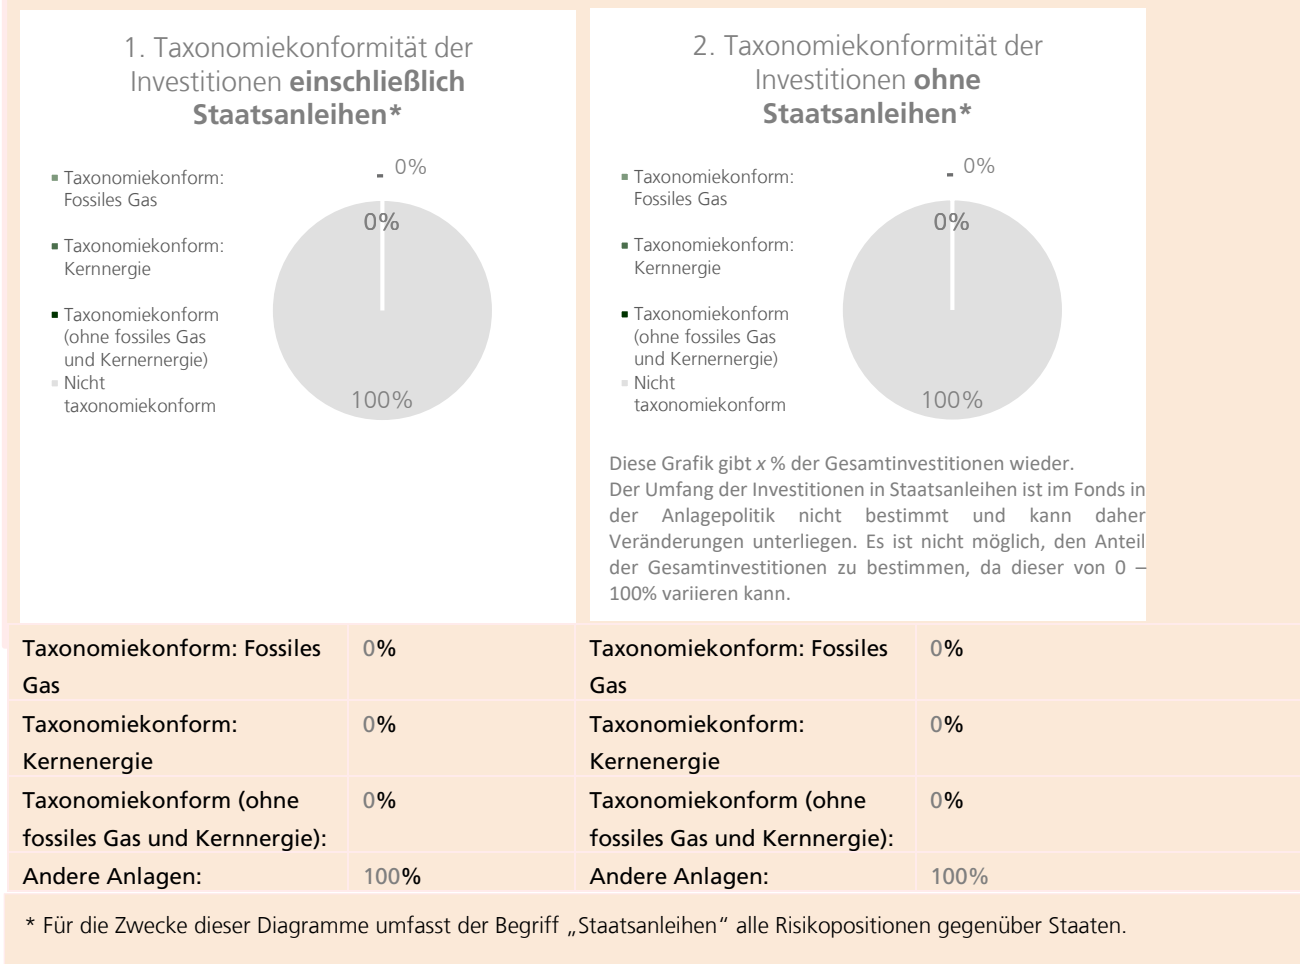 1. Taxonomiekonformität der
Investitionen einschließlich
Staatsanleihen*
Taxonomiekonform:
Fossiles Gas
Taxonomiekonform:
Kernnergie
Taxonomiekonform
(ohne fossiles Gas
und Kernernergie)
Nicht
taxonomiekonform
- 0%
0%
100%
2. Taxonomiekonformität der
Investitionen ohne
Staatsanleihen*
Taxonomiekonform:
Fossiles Gas
Taxonomiekonform:
Kernnergie
Taxonomiekonform
(ohne fossiles Gas
und Kernernergie)
Nicht
taxonomiekonform
- 0%
0%
100%
Diese Grafik gibt x % der Gesamtinvestitionen wieder.
Der Umfang der Investitionen in Staatsanleihen ist im Fonds in
der Anlagepolitik nicht bestimmt und kann daher
Veränderungen unterliegen. Es ist nicht möglich, den Anteil
der Gesamtinvestitionen zu bestimmen, da dieser von 0 –
100% variieren kann.
Taxonomiekonform: Fossiles
Gas
0%
Taxonomiekonform: Fossiles
Gas
0%
Taxonomiekonform:
Kernenergie
0%
Taxonomiekonform:
Kernenergie
0%
Taxonomiekonform (ohne
fossiles Gas und Kernnergie):
0%
Taxonomiekonform (ohne
fossiles Gas und Kernnergie):
0%
Andere Anlagen:
100%
Andere Anlagen:
100%
* Für die Zwecke dieser Diagramme umfasst der Begriff „Staatsanleihen“ alle Risikopositionen gegenüber Staaten.